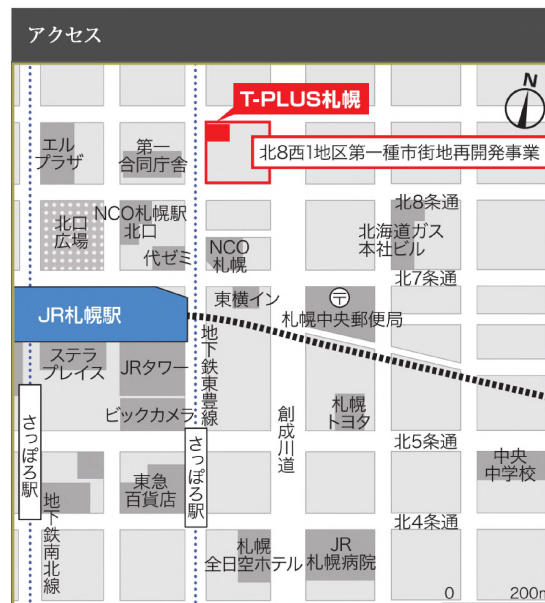 アクセス
T-PLUS札幌
N
エル
プラザ
第一
合同庁舎
北8西1地区第一種市街地再開発事業
北8条通
NCO札幌駅
北口
北口
広場
代ゼミ
NCO
札幌
北海道ガス
本社ビル
北7条通
JR札幌駅
東横イン
〒
札幌中央郵便局
ステラ
プレイス
JRタワー
地下鉄東豊線
ビックカメラ
さっぽろ駅
さっぽろ駅
創成川道
札幌
トヨタ
北5条通
中央
中学校
東急
百貨店
地下鉄南北線
北4条通
札幌
全日空ホテル
JR
札幌病院
0
200m